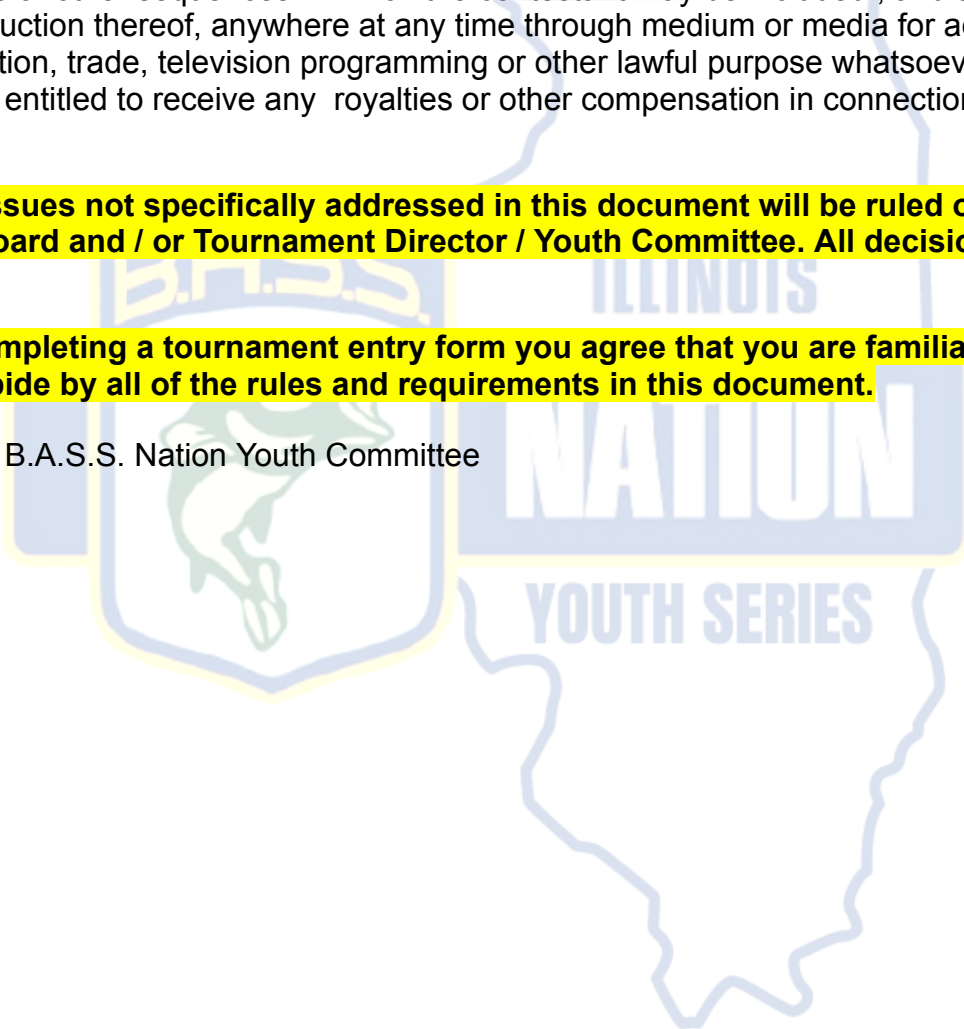 uction thereof, anywhere at any time through medium or media for a
tion, trade, television programming or other lawful purpose whatsoev
entitled to receive any royalties or other compensation in connection
ssues not specifically addressed in this document will be ruled o
oard and / or Tournament Director / Youth Committee. All decisio
B.A.S.S.
ILLINOIS
mpleting a tournament entry form you agree that you are familia
bide by all of the rules and requirements in this document.
B.A.S.S. Nation Youth Committee
NATION
YOUTH SERIES